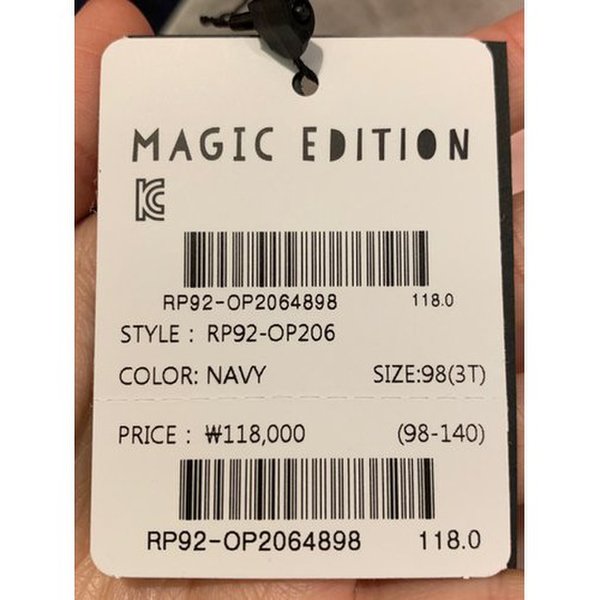 MAGIC EDITION
KC
RP92-OP2064898 118.0
STYLE : RP92-OP206
COLOR: NAVY SIZE:98(3T)
PRICE : ₩118,000 (98-140)
RP92-OP2064898 118.0